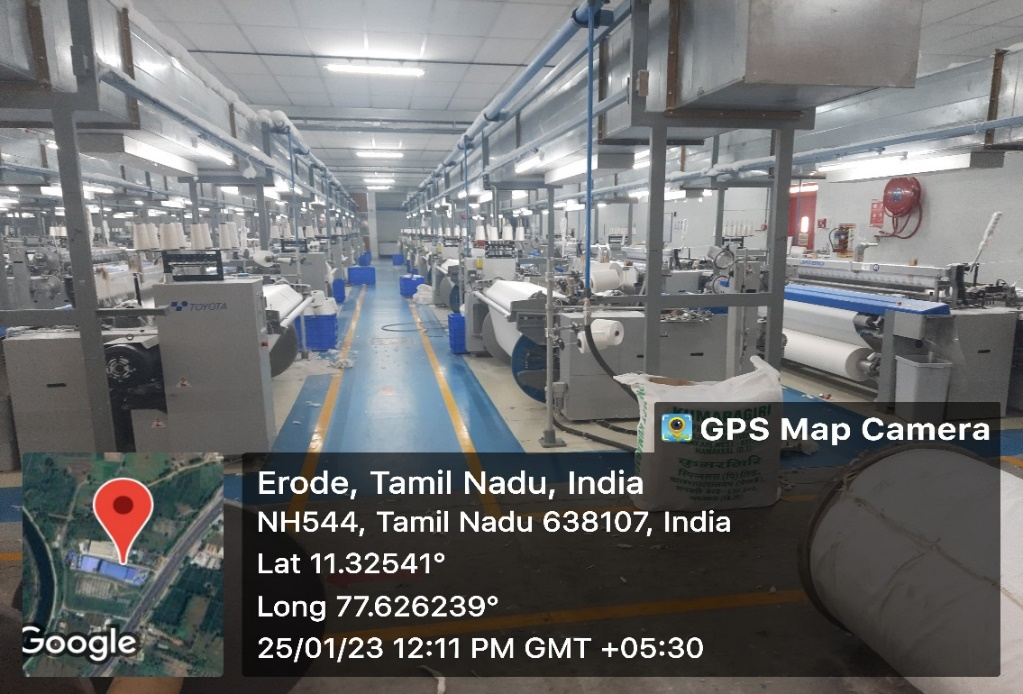 TOYOTA
KUMARAGIRI
GPS Map Camera
Erode, Tamil Nadu, India
NH544, Tamil Nadu 638107, India
Lat 11.32541°
Long 77.626239°
25/01/23 12:11 PM GMT +05:30
Google